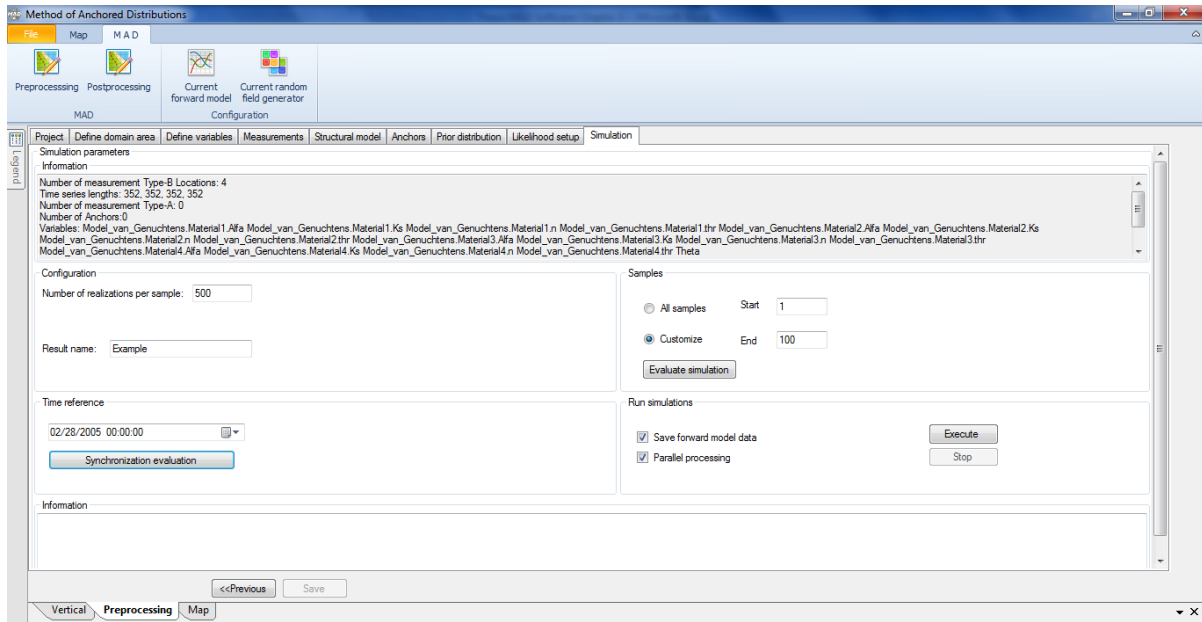 Method of Anchored Distributions
File Map MAD
Preprocesssing Postprocessing Current forward model Current random field generator
MAD Configuration
Legend
Project Define domain area Define variables Measurements Structural model Anchors Prior distribution Likelihood setup Simulation
Simulation parameters
Information
Number of measurement Type-B Locations: 4
Time series lengths: 352, 352, 352, 352
Number of measurement Type-A: 0
Number of Anchors:0
Variables: Model_van_Genuchtens.Material1.Alfa Model_van_Genuchtens.Material1.Ks Model_van_Genuchtens.Material1.n Model_van_Genuchtens.Material1.thr Model_van_Genuchtens.Material2.Alfa Model_van_Genuchtens.Material2.Ks
Model_van_Genuchtens.Material2.n Model_van_Genuchtens.Material2.thr Model_van_Genuchtens.Material3.Alfa Model_van_Genuchtens.Material3.Ks Model_van_Genuchtens.Material3.n Model_van_Genuchtens.Material3.thr
Model_van_Genuchtens.Material4.Alfa Model_van_Genuchtens.Material4.Ks Model_van_Genuchtens.Material4.n Model_van_Genuchtens.Material4.thr Theta
Configuration
Number of realizations per sample: 500
Result name: Example
Samples
All samples Start 1
Customize End 100
Evaluate simulation
Time reference
02/28/2005 00:00:00
Synchronization evaluation
Run simulations
Save forward model data Execute
Parallel processing Stop
Information
<<Previous Save
Vertical Preprocessing Map